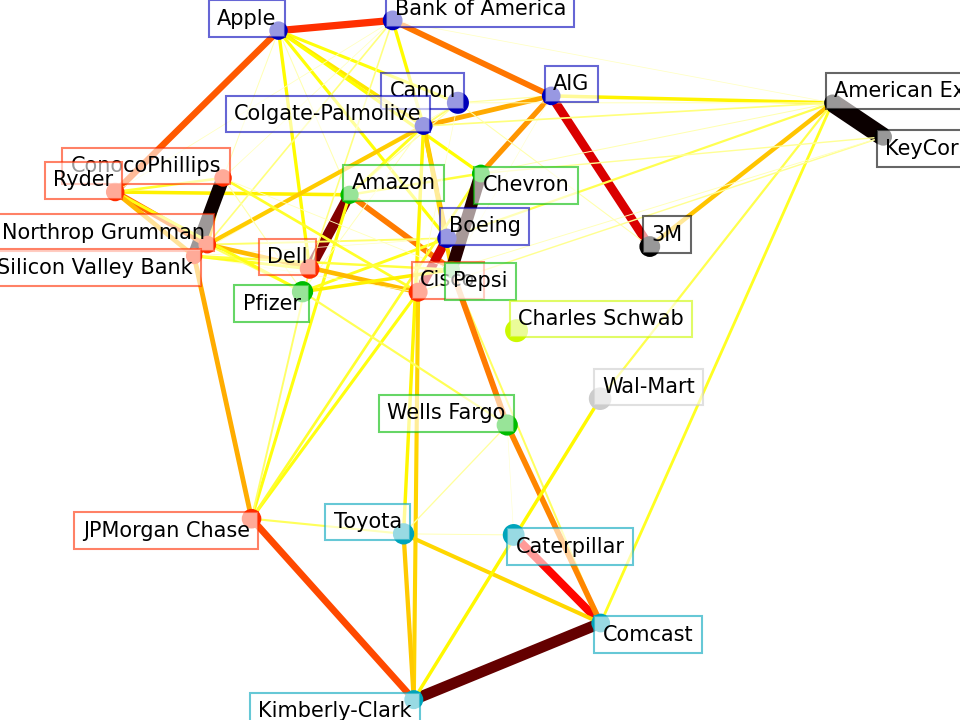 Bank of America
Apple
AIG
Canon
American Ex
Colgate-Palmolive
KeyCor
ConocoPhillips
Ryder
Amazon
Chevron
Northrop Grumman
Boeing
3M
Dell
Silicon Valley Bank
Cisco
Pepsi
Pfizer
Charles Schwab
Wal-Mart
Wells Fargo
Toyota
JPMorgan Chase
Caterpillar
Comcast
Kimberly-Clark